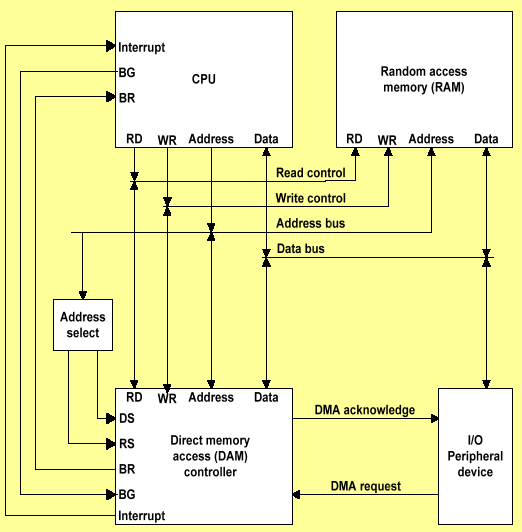 Interrupt
BG
CPU
BR
RD WR Address Data
Random access
memory (RAM)
RD WR Address Data
Read control
Write control
Address bus
Data bus
Address
select
RD WR Address Data
DS
RS
BR
BG
Interrupt
Direct memory
access (DAM)
controller
DMA acknowledge
DMA request
I/O
Peripheral
device